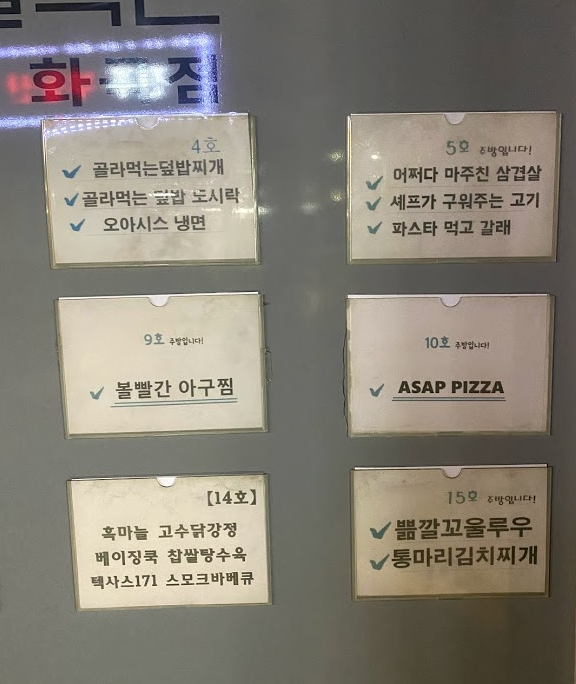 4호
골라먹는덮밥찌개
골라먹는 덮밥 도시락
오아시스 냉면
5호 주방입니다!
어쩌다 마주친 삼겹살
셰프가 구워주는 고기
파스타 먹고 갈래
9호 주방입니다!
볼빨간 아구찜
10호 주방입니다!
ASAP PIZZA
【14호】
흑마늘 고수닭강정
베이징쿡 찹쌀탕수육
텍사스171 스모크바베큐
15호 주방입니다!
쁢깔꼬울루우
통마리김치찌개